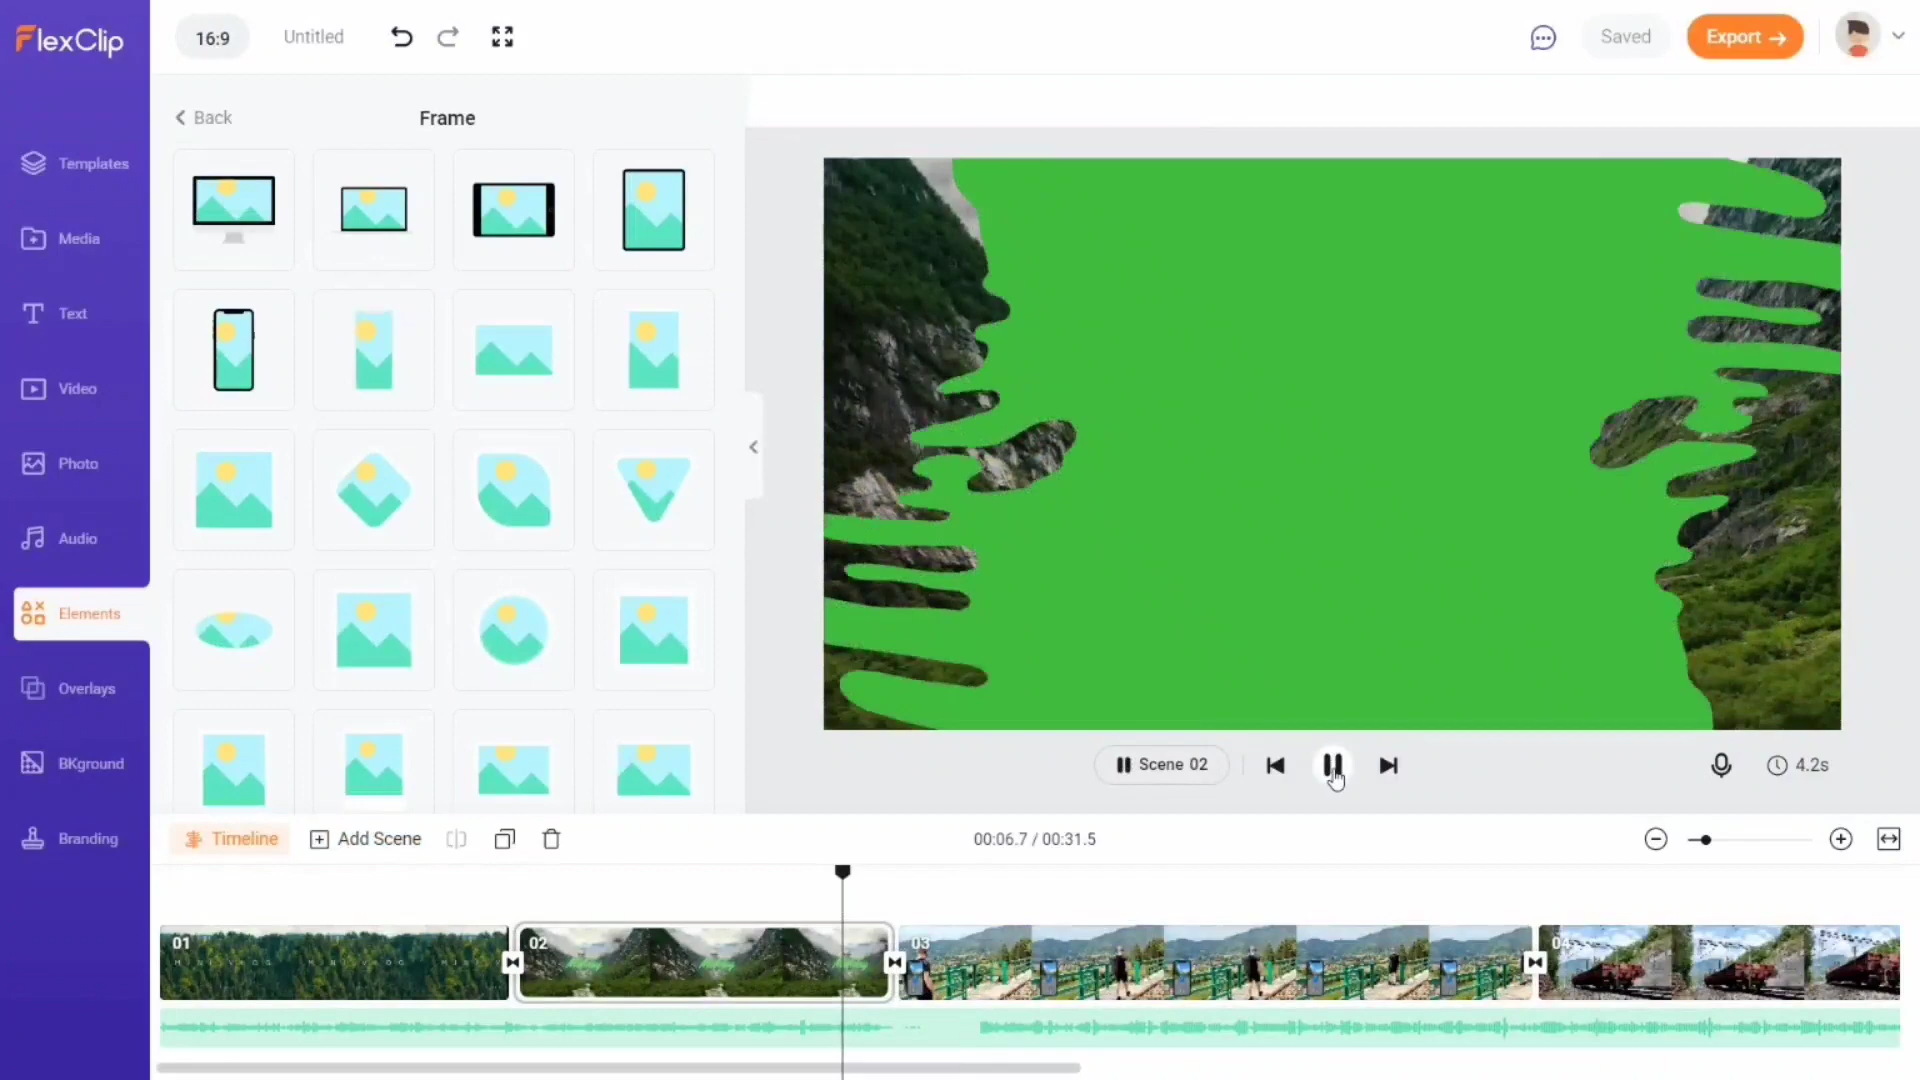 FlexClip
16:9
Untitled
Saved
Export
Back
Frame
Templates
Media
Text
Video
Photo
Audio
Elements
Overlays
BKground
Branding
Scene 02
4.2s
Timeline
Add Scene
00:06.7 / 00:31.5
01
02
03
04